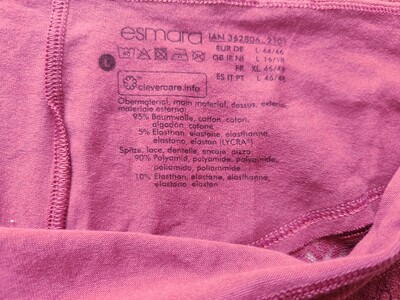 esmara IAN 362806_2101
EUR DE L 44/46
GB IE NI L 16/18
FR XL 46/48
ES IT PT L 46/48
L
clevercare.info
Obermaterial, main material, dessus, exterior,
materiale esterno:
95% Baumwolle, cotton, coton,
algodón, cotone
5% Elasthan, elastane, élasthanne,
elastano, elastan (LYCRA®)
Spitze, lace, dentelle, encaje, pizzo:
90% Polyamid, polyamide, polyamide,
poliamida, poliammide
10% Elasthan, elastane, élasthanne,
elastano, elastan